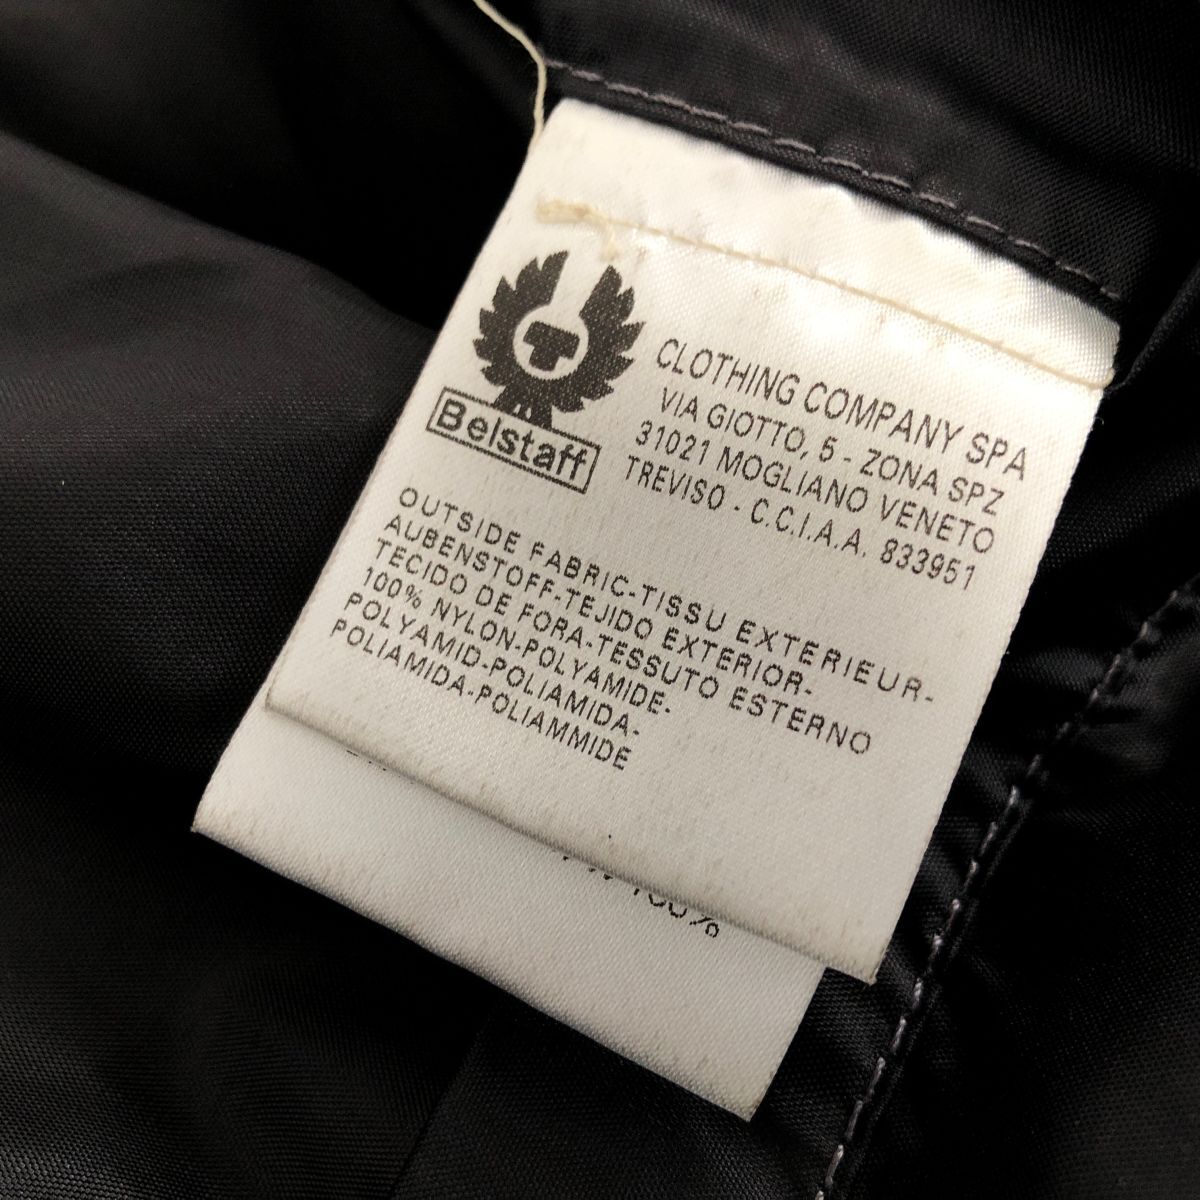 Belstaff
CLOTHING COMPANY SPA
VIA GIOTTO, 5 - ZONA SPZ
31021 MOGLIANO VENETO
TREVISO - C.C.I.A.A. 833951
OUTSIDE FABRIC-TISSU EXTERIEUR-
AUBENSTOFF-TEJIDO EXTERIOR-
TECIDO DE FORA-TESSUTO ESTERNO
100% NYLON-POLYAMIDE-
POLYAMID-POLIAMIDA-
POLIAMIDA-POLIAMMIDE
100%